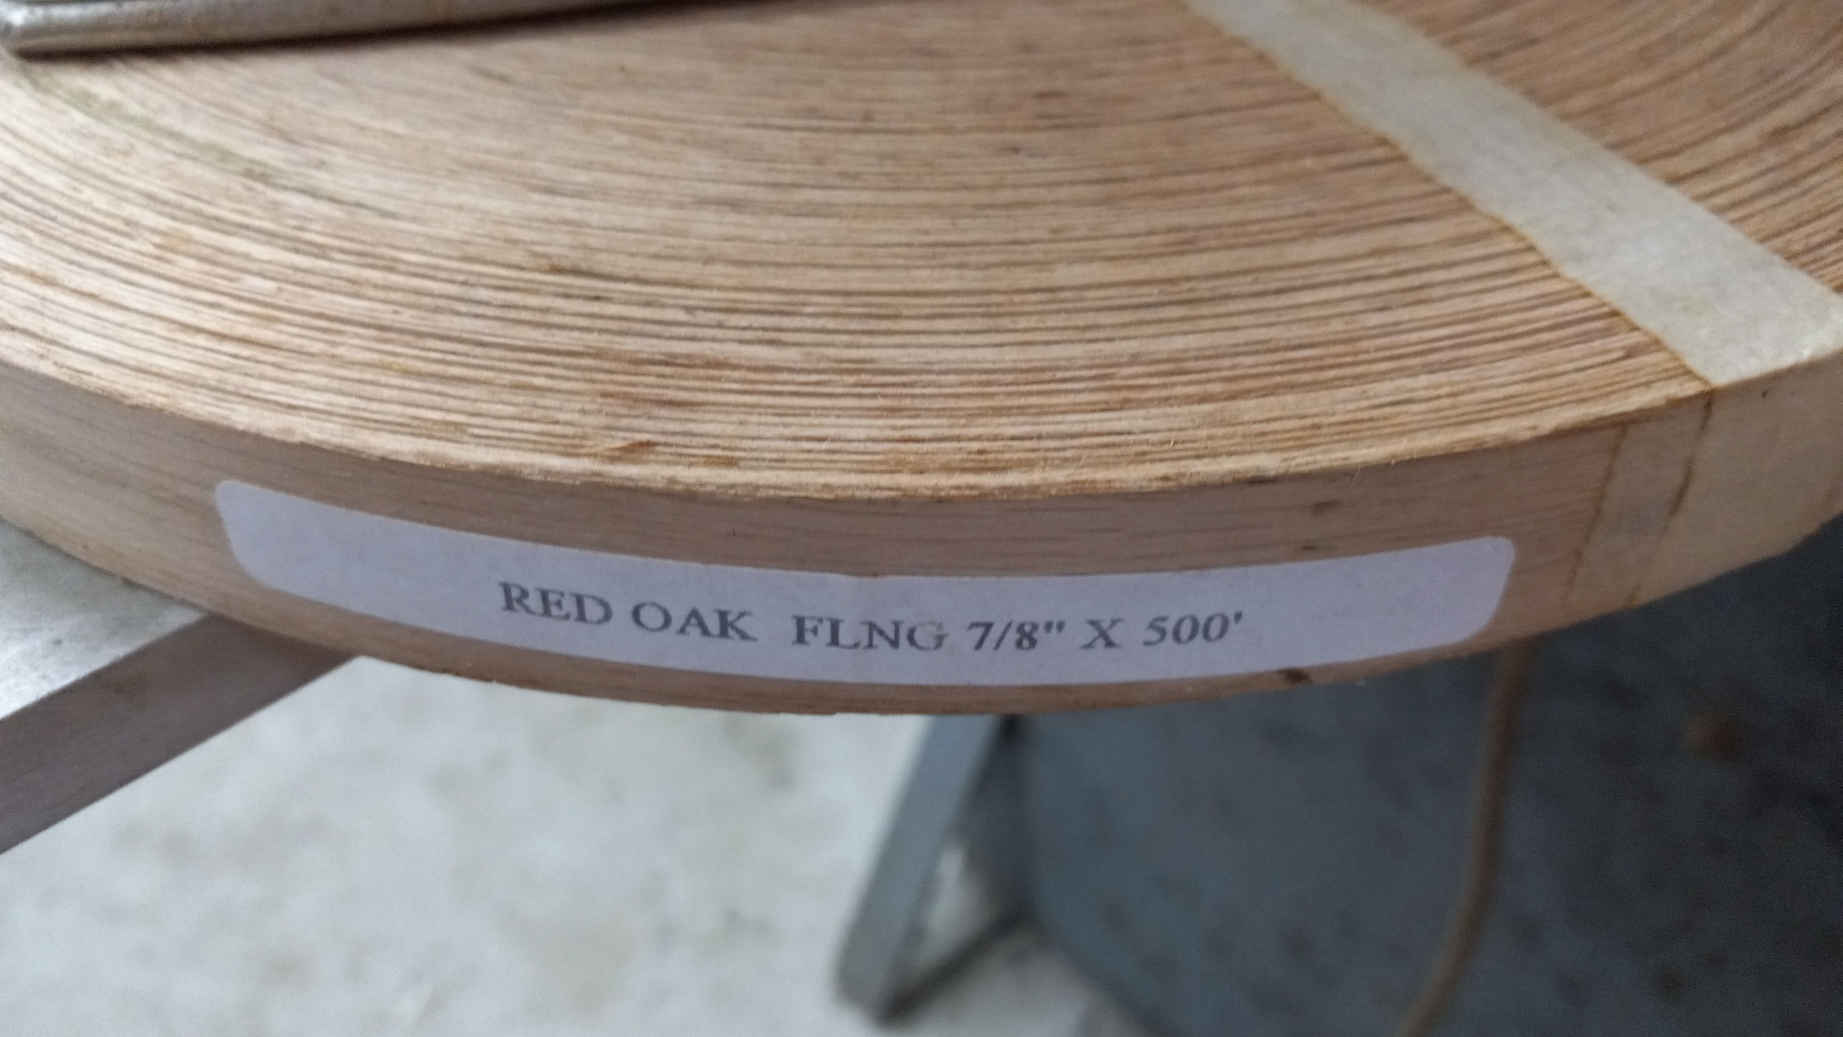 RED OAK FLNG 7/8" X 500'